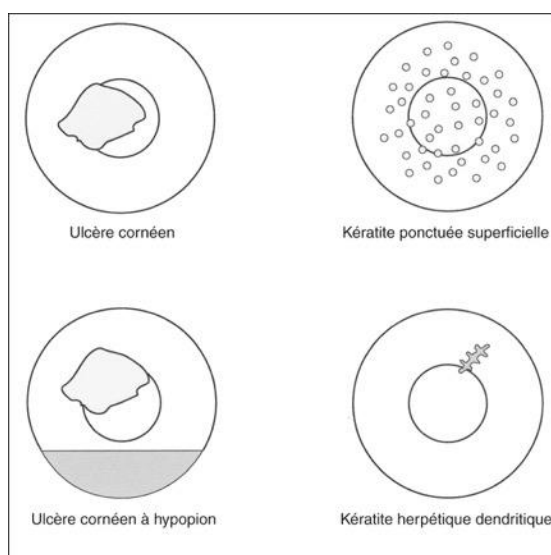 Ulcère cornéen
Kératite ponctuée superficielle
Ulcère cornéen à hypopion
Kératite herpétique dendritique